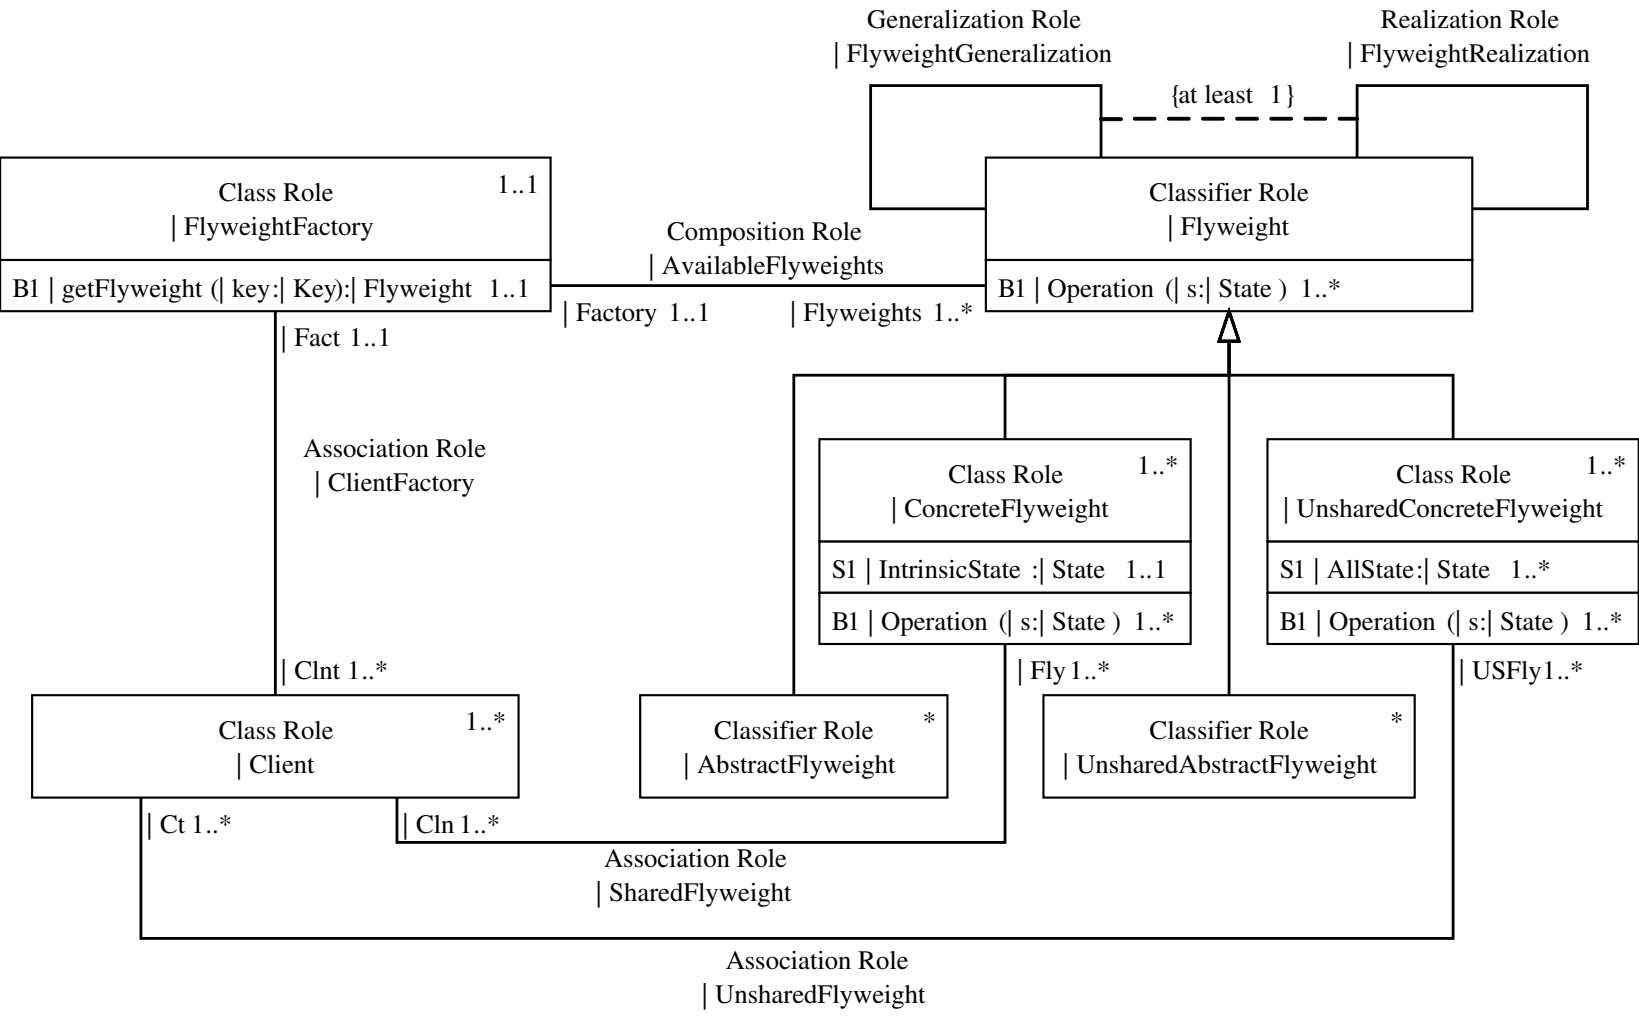 Generalization Role
| FlyweightGeneralization
Realization Role
| FlyweightRealization
{at least 1}
Class Role 1..1
| FlyweightFactory
B1 | getFlyweight (| key:| Key):| Flyweight 1..1
Composition Role
| AvailableFlyweights
| Factory 1..1
| Flyweights 1..*
Classifier Role
| Flyweight
B1 | Operation (| s:| State ) 1..*
| Fact 1..1
Association Role
| ClientFactory
| Clnt 1..*
Class Role 1..*
| ConcreteFlyweight
S1 | IntrinsicState :| State 1..1
B1 | Operation (| s:| State ) 1..*
| Fly 1..*
Class Role 1..*
| UnsharedConcreteFlyweight
S1 | AllState:| State 1..*
B1 | Operation (| s:| State ) 1..*
| USFly1..*
Class Role 1..*
| Client
Classifier Role *
| AbstractFlyweight
Classifier Role *
| UnsharedAbstractFlyweight
| Ct 1..*
| Cln 1..*
Association Role
| SharedFlyweight
Association Role
| UnsharedFlyweight